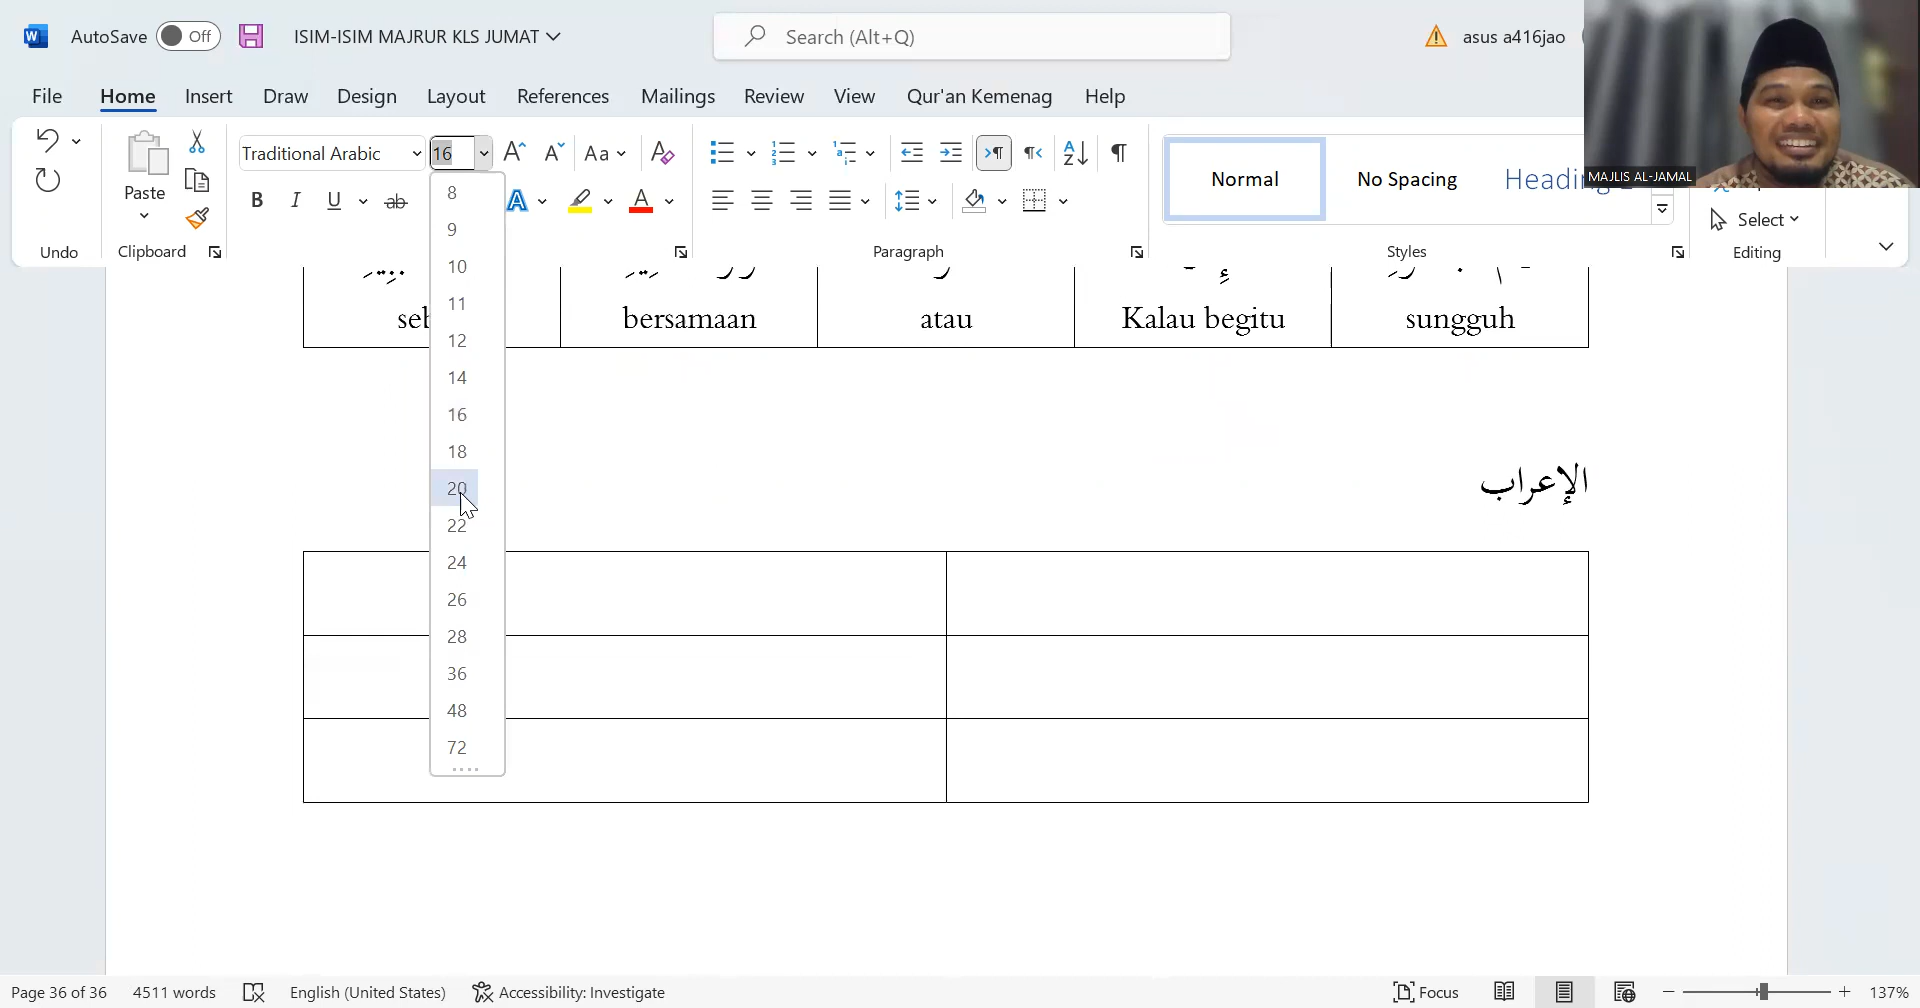 AutoSave Off ISIM-ISIM MAJRUR KLS JUMAT Search (Alt+Q) asus a416jao
File Home Insert Draw Design Layout References Mailings Review View Qur'an Kemenag Help
MAJLIS AL-JAMAL
Traditional Arabic 16
Paste
Normal No Spacing
Select
Undo Clipboard Paragraph Styles Editing
8
9
10
11
12
14
16
18
20
22
24
26
28
36
48
72
bersamaan atau Kalau begitu sungguh
الإعراب
Page 36 of 36 4511 words English (United States) Accessibility: Investigate Focus 137%